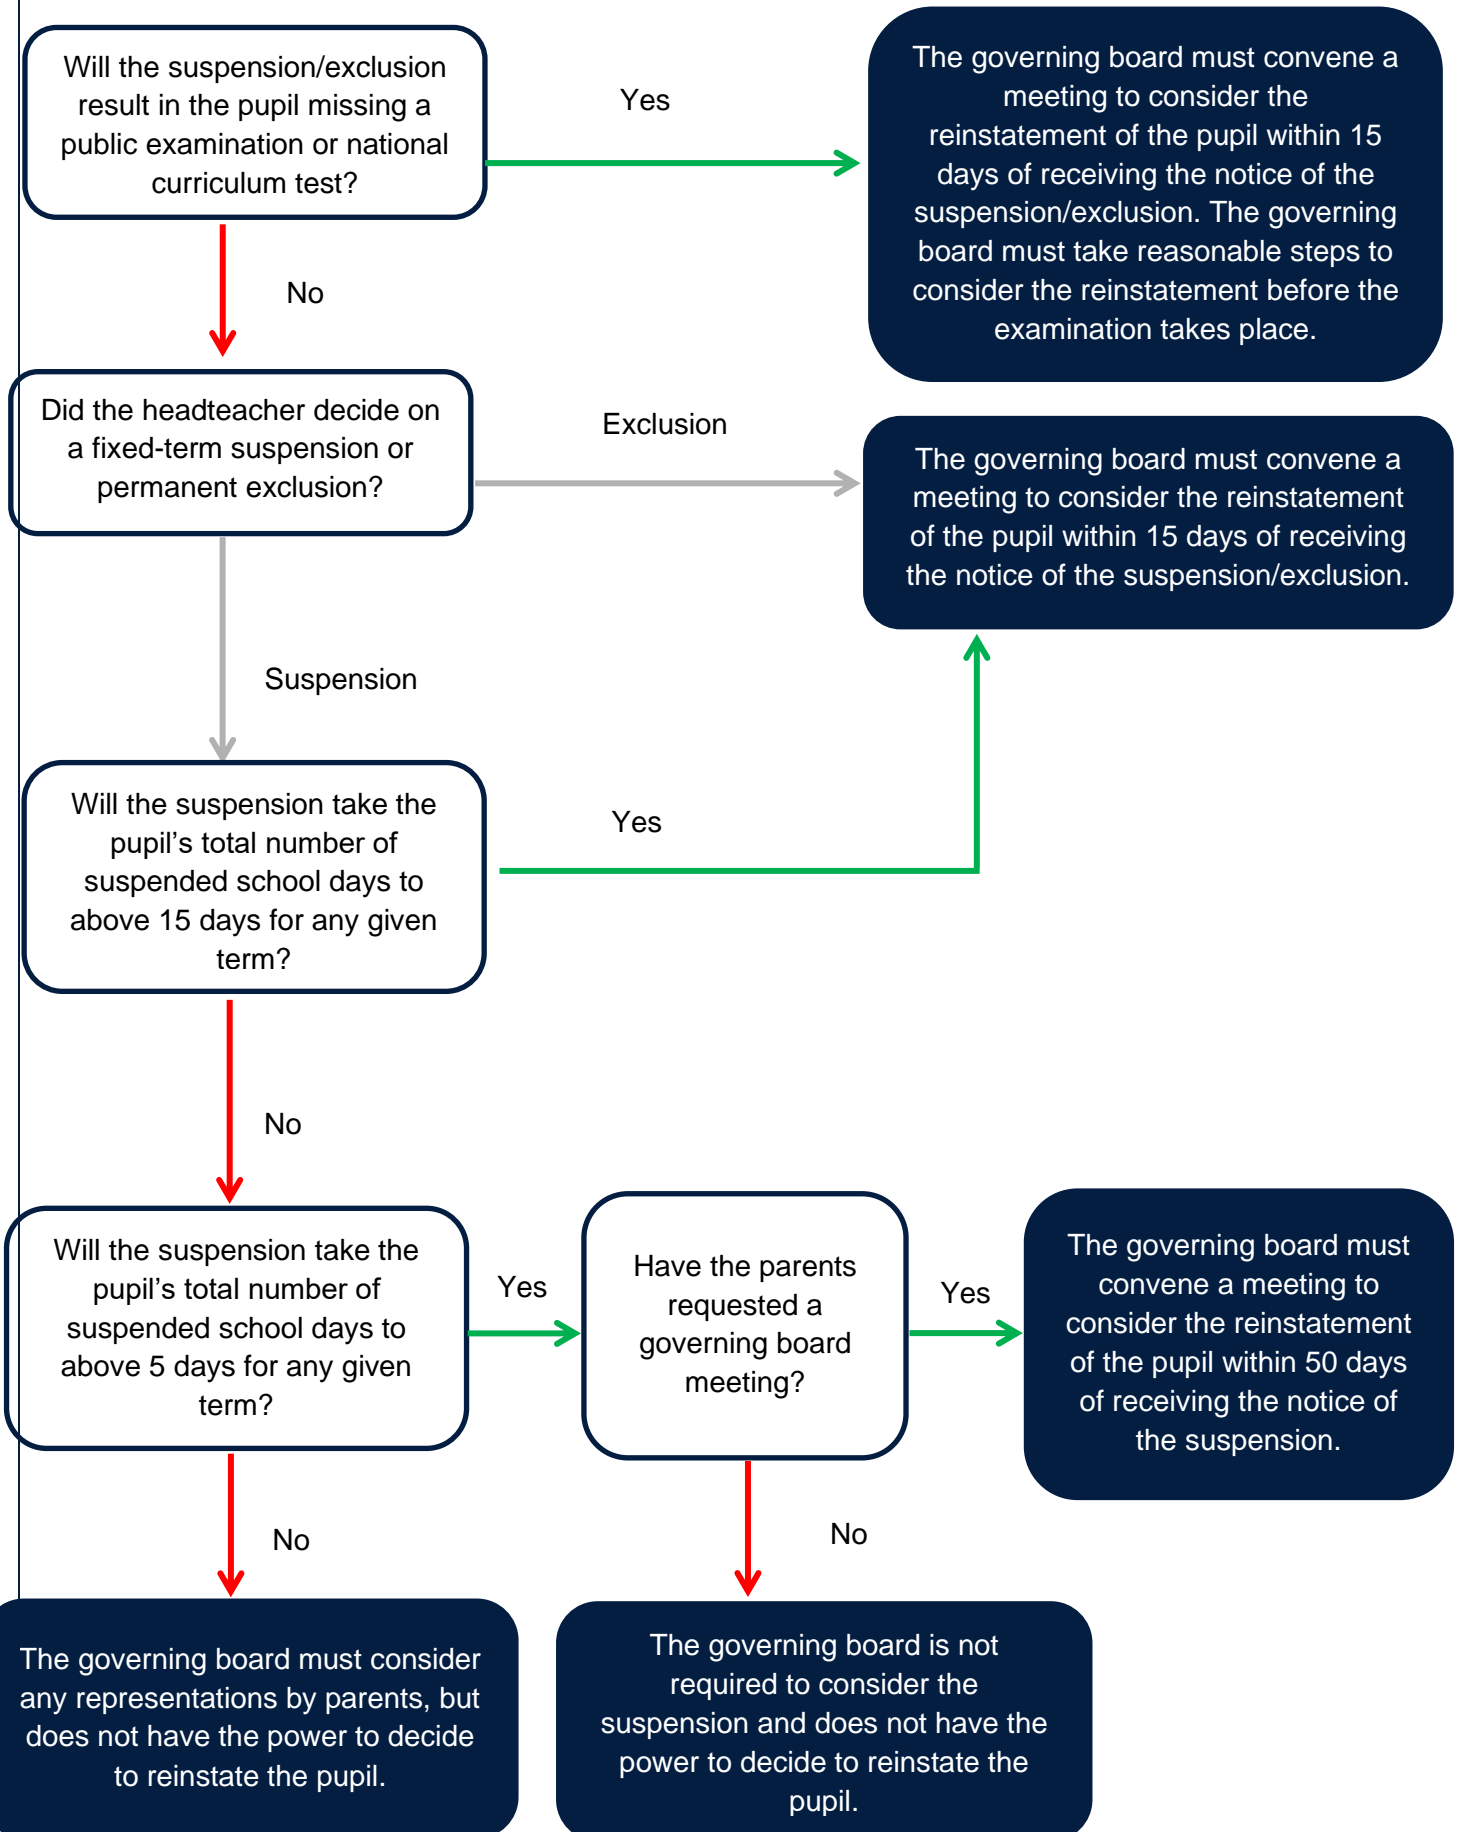 Will the suspension/exclusion
result in the pupil missing a
public examination or national
curriculum test?
Yes
The governing board must convene a
meeting to consider the
reinstatement of the pupil within 15
days of receiving the notice of the
suspension/exclusion. The governing
board must take reasonable steps to
consider the reinstatement before the
examination takes place.
No
Did the headteacher decide on
a fixed-term suspension or
permanent exclusion?
Exclusion
The governing board must convene a
meeting to consider the reinstatement
of the pupil within 15 days of receiving
the notice of the suspension/exclusion.
Suspension
Will the suspension take the
pupil’s total number of
suspended school days to
above 15 days for any given
term?
Yes
No
Will the suspension take the
pupil’s total number of
suspended school days to
above 5 days for any given
term?
Yes
Have the parents
requested a
governing board
meeting?
Yes
The governing board must
convene a meeting to
consider the reinstatement
of the pupil within 50 days
of receiving the notice of
the suspension.
No
No
The governing board must consider
any representations by parents, but
does not have the power to decide
to reinstate the pupil.
The governing board is not
required to consider the
suspension and does not have the
power to decide to reinstate the
pupil.